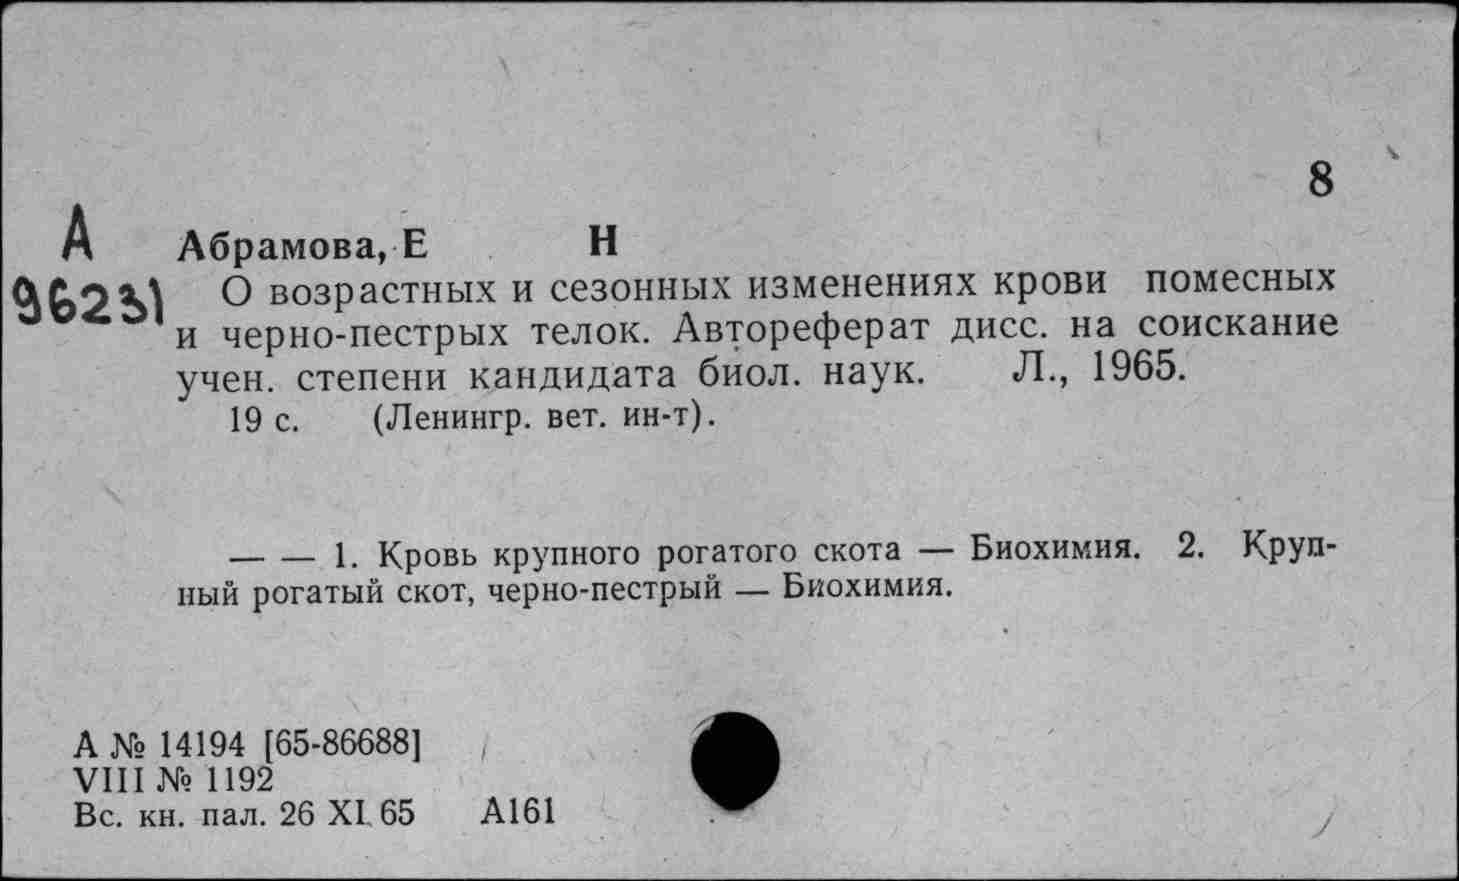 8
А Абрамова, Е Н
О возрастных и сезонных изменениях крови помесных
и черно-пестрых телок. Автореферат дисс. на соискание
учен. степени кандидата биол. наук. Л., 1965.
19 с. (Ленингр. вет. ин-т).
— — 1. Кровь крупного рогатого скота — Биохимия. 2. Круп-
ный рогатый скот, черно-пестрый — Биохимия.
А № 14194 [65-86688]
VIII № 1192
Вс. кн. пал. 26 XI 65 А161